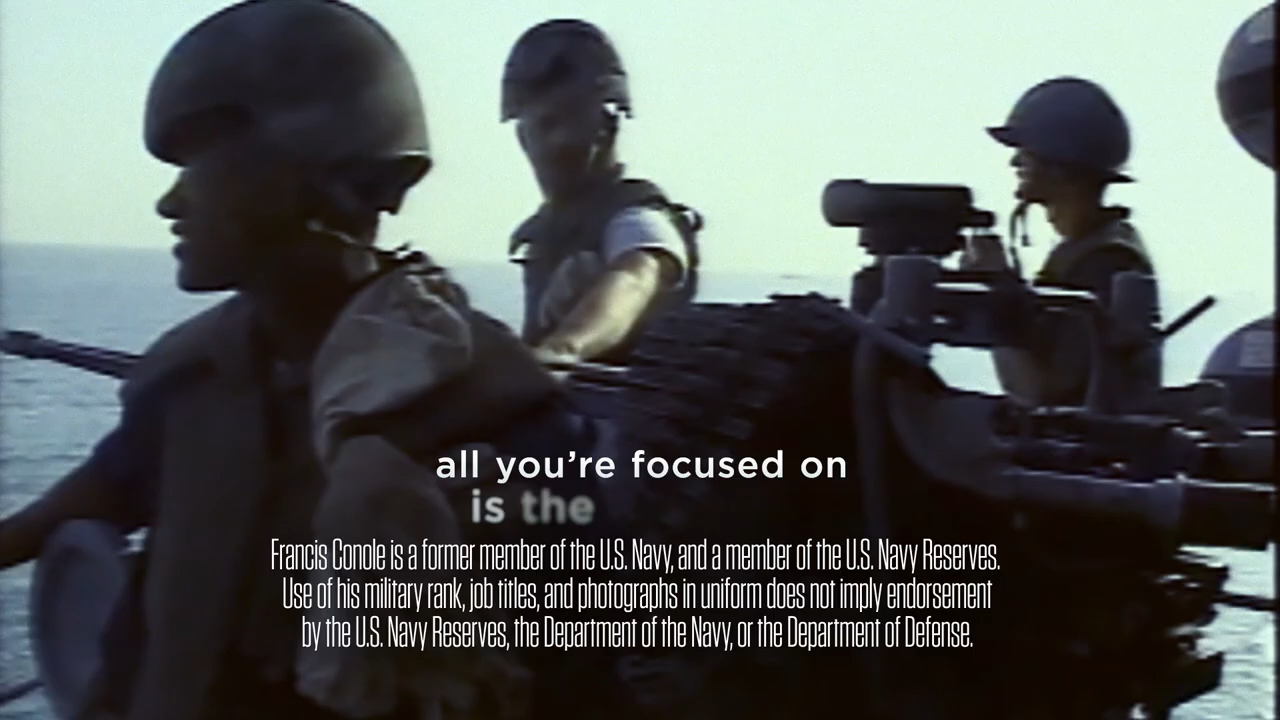 all you’re focused on
is the
Francis Conole is a former member of the U.S. Navy, and a member of the U.S. Navy Reserves.
Use of his military rank, job titles, and photographs in uniform does not imply endorsement
by the U.S. Navy Reserves, the Department of the Navy, or the Department of Defense.